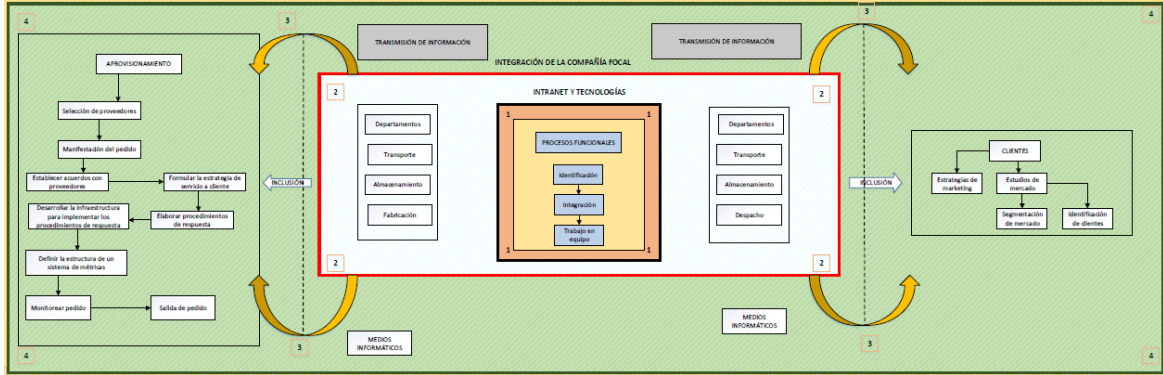 4
3
3
4
TRANSMISIÓN DE INFORMACIÓN
TRANSMISIÓN DE INFORMACIÓN
INTEGRACIÓN DE LA COMPAÑÍA FOCAL
APROVISIONAMIENTO
Selección de proveedores
Manifestación del pedido
Establecer acuerdos con
proveedores
Formular la estrategia de
servicio a cliente
Desarrollar la infraestructura
para implementar los
procedimientos de respuesta
Elaborar procedimientos
de respuesta
Definir la estructura de un
sistema de métricas
Monitorear pedido
Salida de pedido
INCLUSIÓN
2
2
INTRANET Y TECNOLOGÍAS
Departamentos
Transporte
Almacenamiento
Fabricación
1
1
PROCESOS FUNCIONALES
Identificación
Integración
Trabajo en
equipo
1
1
Departamentos
Transporte
Almacenamiento
Despacho
2
2
INCLUSIÓN
CLIENTES
Estrategias de
marketing
Estudios de
mercado
Segmentación
de mercado
Identificación
de clientes
MEDIOS
INFORMÁTICOS
MEDIOS
INFORMÁTICOS
4
3
3
4